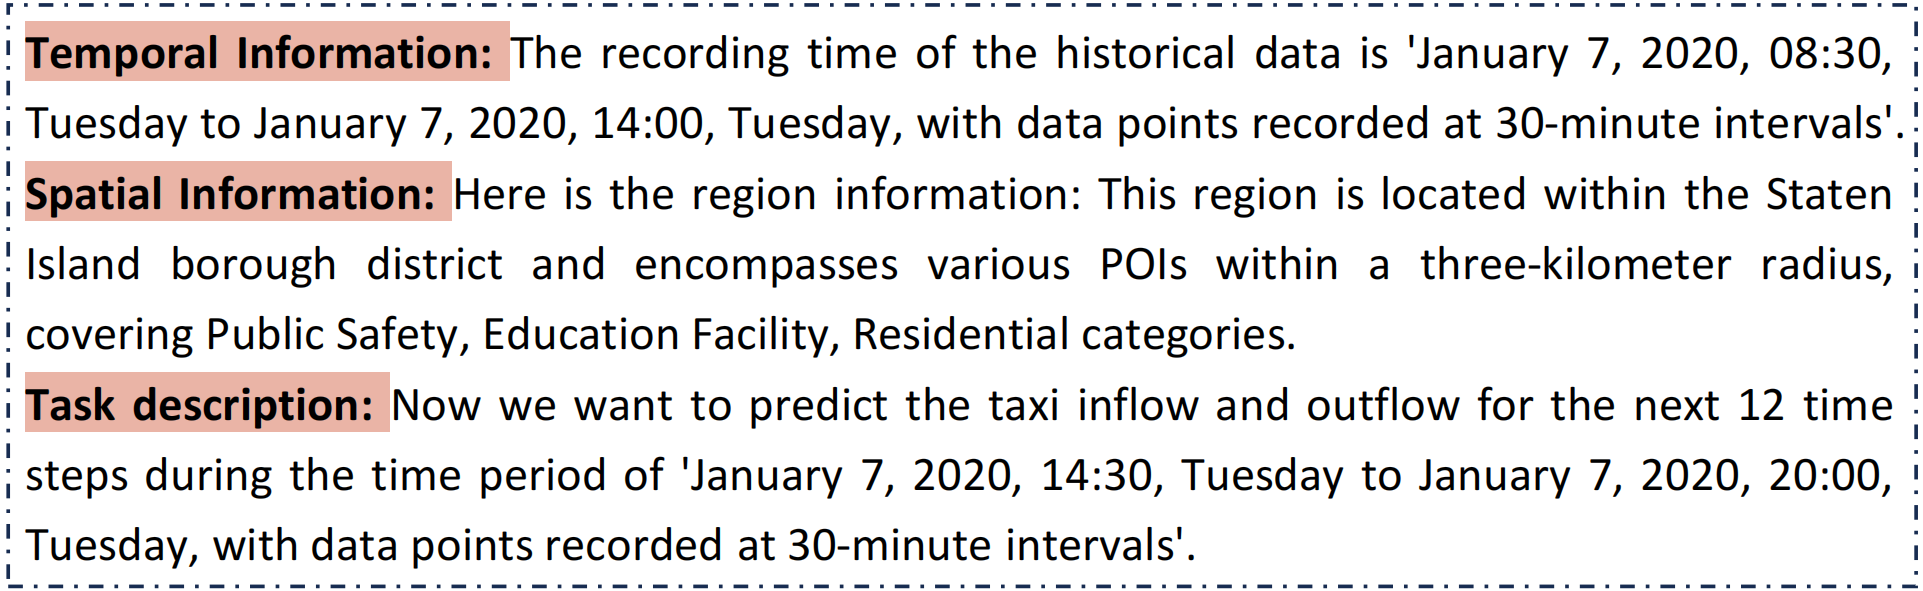 Temporal Information: The recording time of the historical data is 'January 7, 2020, 08:30,
Tuesday to January 7, 2020, 14:00, Tuesday, with data points recorded at 30-minute intervals'.
Spatial Information: Here is the region information: This region is located within the Staten
Island borough district and encompasses various POIs within a three-kilometer radius,
covering Public Safety, Education Facility, Residential categories.
Task description: Now we want to predict the taxi inflow and outflow for the next 12 time
steps during the time period of 'January 7, 2020, 14:30, Tuesday to January 7, 2020, 20:00,
Tuesday, with data points recorded at 30-minute intervals'.